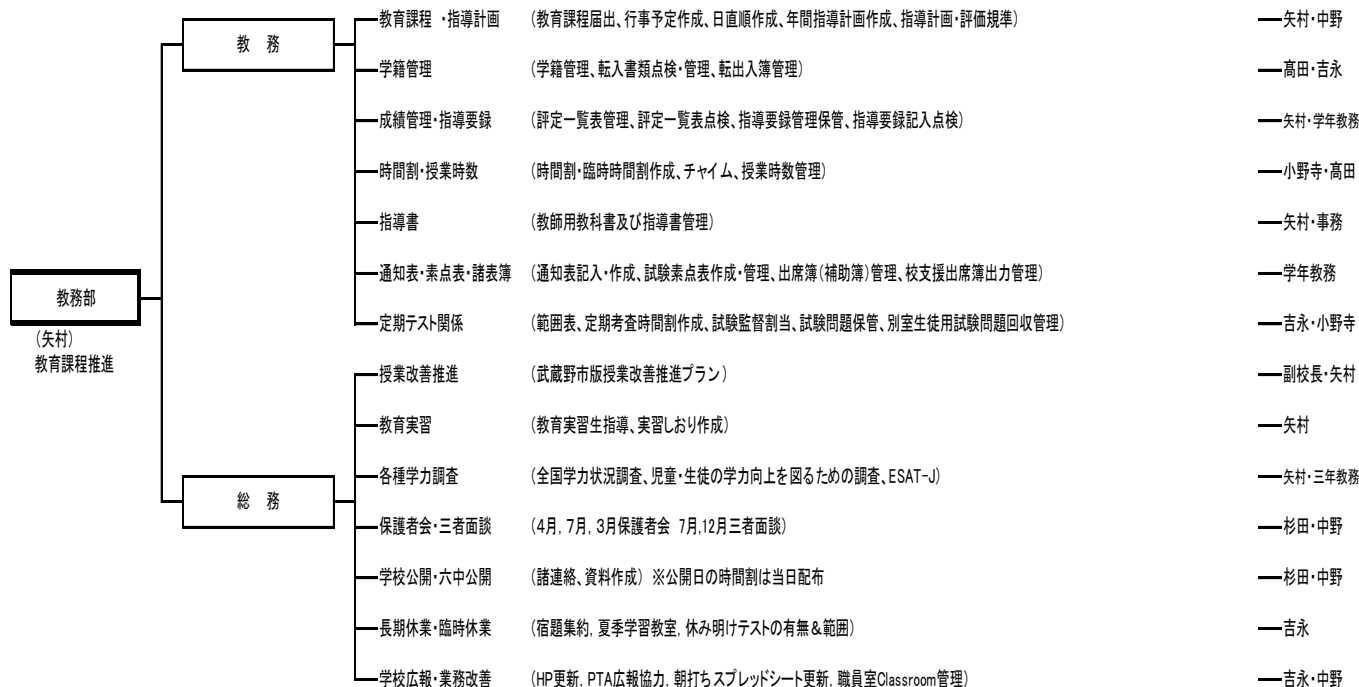 教務部
(矢村)
教育課程推進
教 務
教育課程 ・指導計画 (教育課程届出、行事予定作成、日直順作成、年間指導計画作成、指導計画・評価規準) 矢村・中野
学籍管理 (学籍管理、転入書類点検・管理、転出入簿管理) 髙田・吉永
成績管理・指導要録 (評定一覧表管理、評定一覧表点検、指導要録管理保管、指導要録記入点検) 矢村・学年教務
時間割・授業時数 (時間割・臨時時間割作成、チャイム、授業時数管理) 小野寺・髙田
指導書 (教師用教科書及び指導書管理) 矢村・事務
通知表・素点表・諸表簿 (通知表記入・作成、試験素点表作成・管理、出席簿(補助簿)管理、校支援出席簿出力管理) 学年教務
定期テスト関係 (範囲表、定期考査時間割作成、試験監督割当、試験問題保管、別室生徒用試験問題回収管理) 吉永・小野寺
総 務
授業改善推進 (武蔵野市版授業改善推進プラン) 副校長・矢村
教育実習 (教育実習生指導、実習しおり作成) 矢村
各種学力調査 (全国学力状況調査、児童・生徒の学力向上を図るための調査、ESAT-J) 矢村・三年教務
保護者会・三者面談 (4月, 7月, 3月保護者会 7月,12月三者面談) 杉田・中野
学校公開・六中公開 (諸連絡、資料作成) ※公開日の時間割は当日配布 杉田・中野
長期休業・臨時休業 (宿題集約, 夏季学習教室, 休み明けテストの有無&範囲) 吉永
学校広報・業務改善 (HP更新, PTA広報協力, 朝打ちスプレッドシート更新, 職員室Classroom管理) 吉永・中野